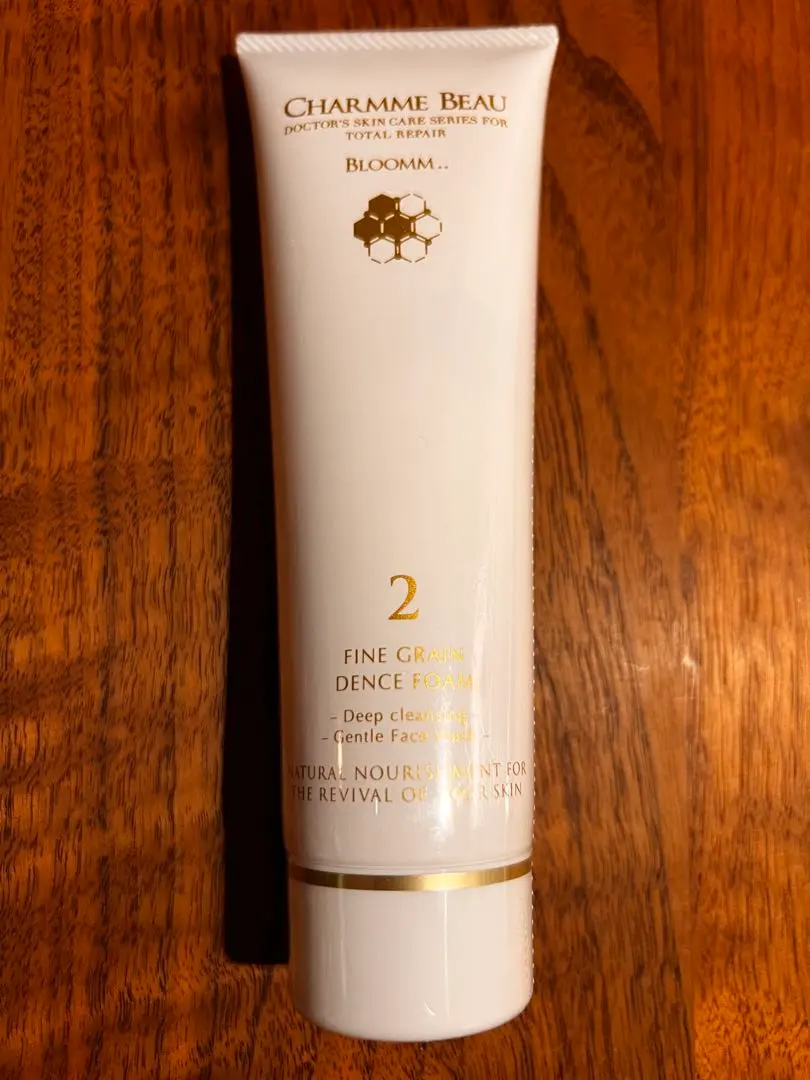 CHARMME BEAU
DOCTOR'S SKIN CARE SERIES FOR
TOTAL REPAIR
BLOOMM..
2
FINE GRAIN
DENCE FOAM
– Deep cleansing –
– Gentle Face Wash –
NATURAL NOURISHMENT FOR
THE REVIVAL OF YOUR SKIN